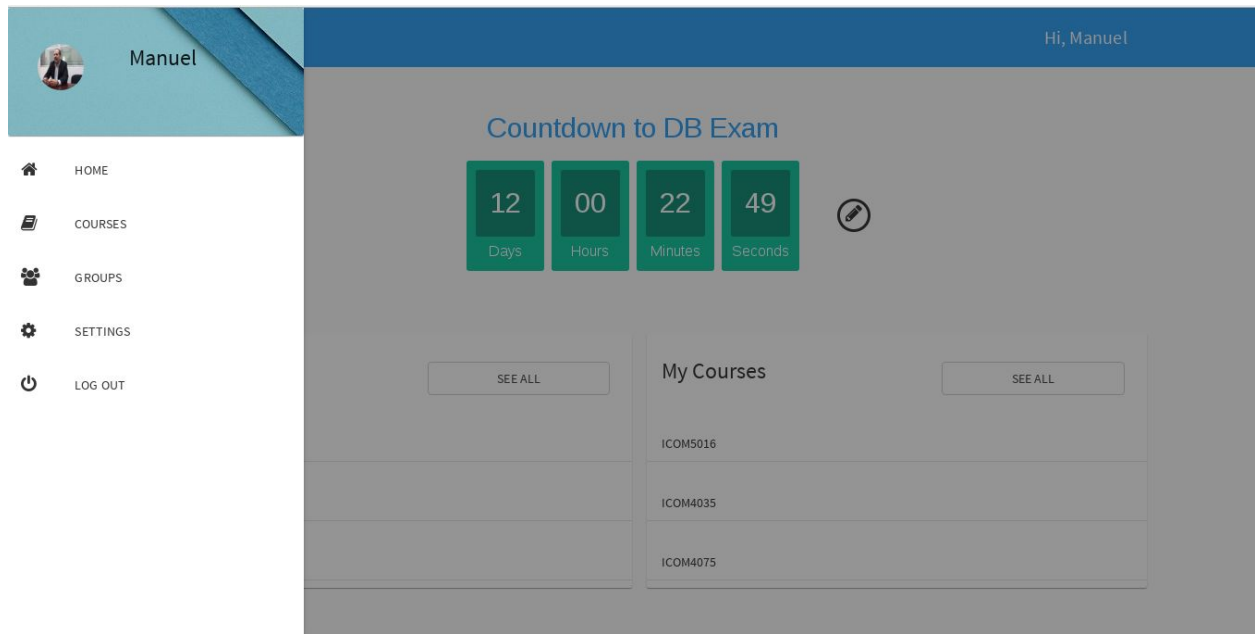 Manuel
HOME
COURSES
GROUPS
SETTINGS
LOG OUT
Hi, Manuel
Countdown to DB Exam
12 00 22 49
Days Hours Minutes Seconds
SEE ALL
My Courses SEE ALL
ICOM5016
ICOM4035
ICOM4075